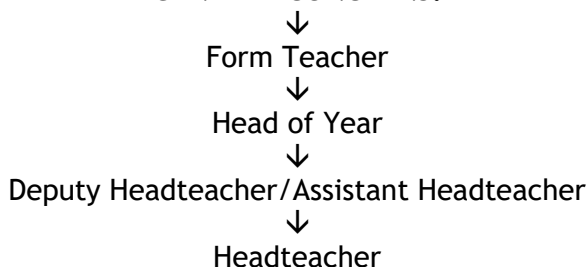 ↓
Form Teacher
↓
Head of Year
↓
Deputy Headteacher/Assistant Headteacher
↓
Headteacher